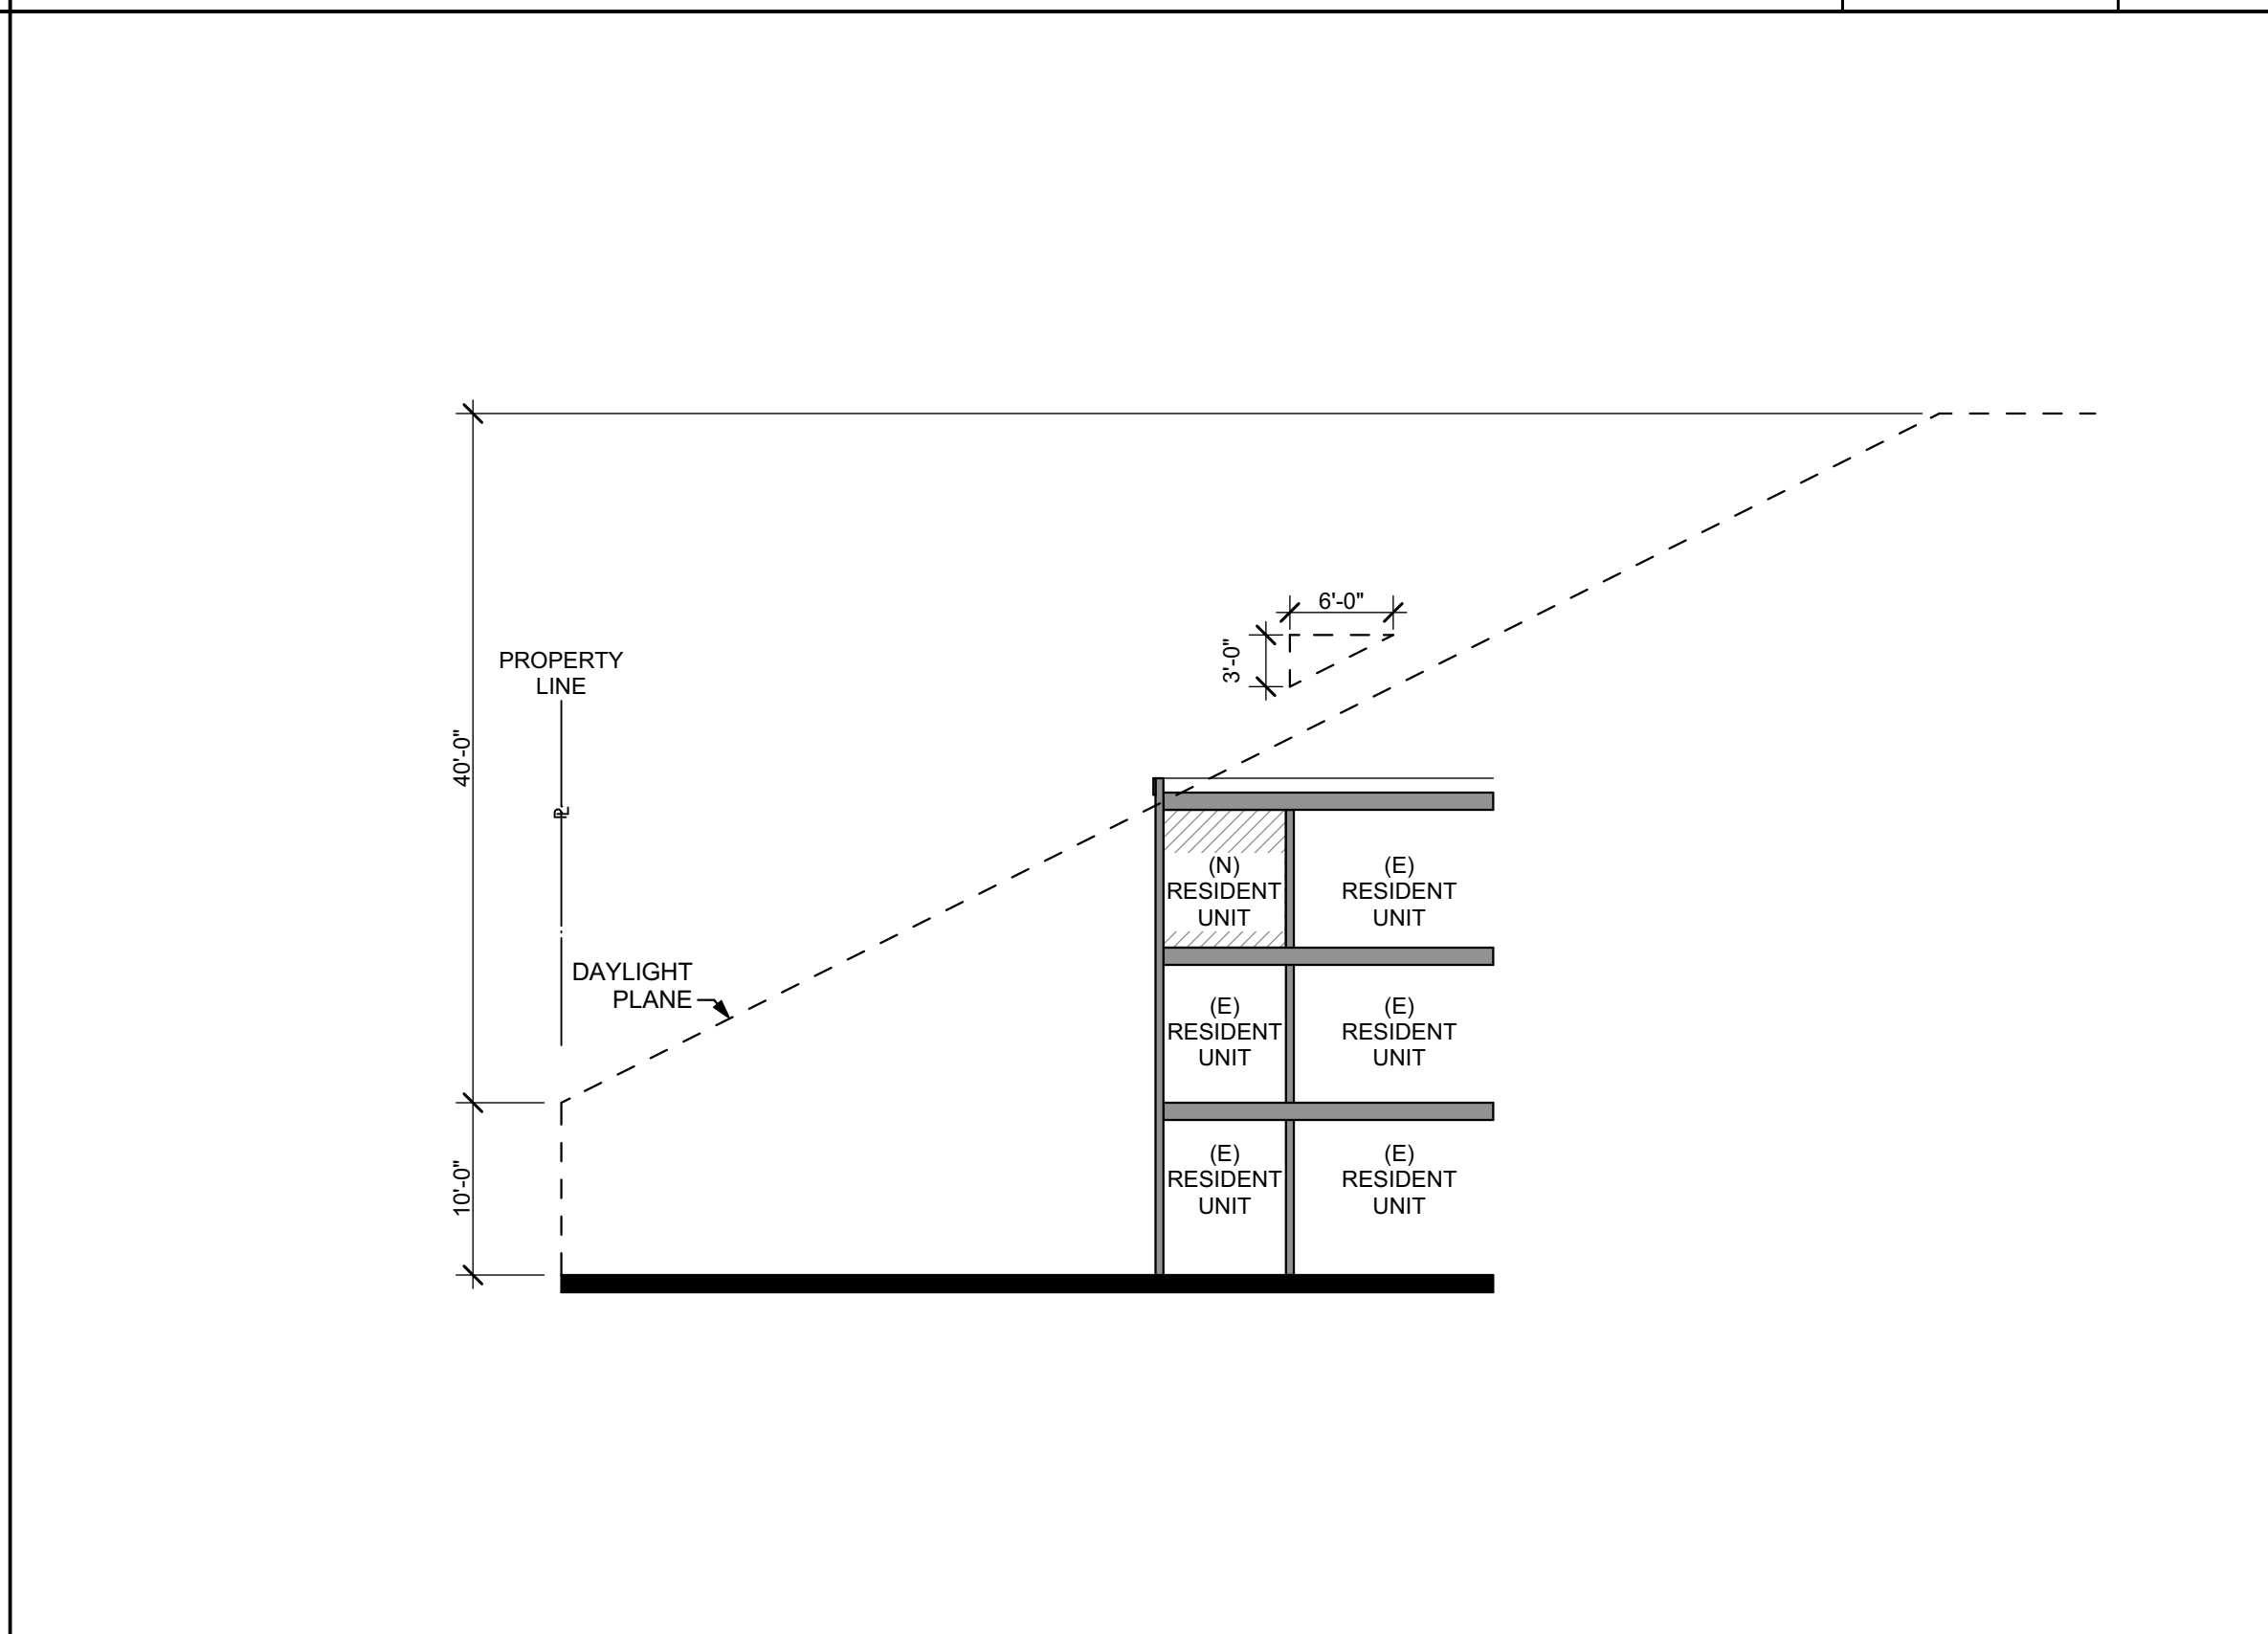 6'-0"
3'-0"
PROPERTY
LINE
40'-0"
PL
(N)
RESIDENT
UNIT
(E)
RESIDENT
UNIT
DAYLIGHT
PLANE
(E)
RESIDENT
UNIT
(E)
RESIDENT
UNIT
10'-0"
(E)
RESIDENT
UNIT
(E)
RESIDENT
UNIT